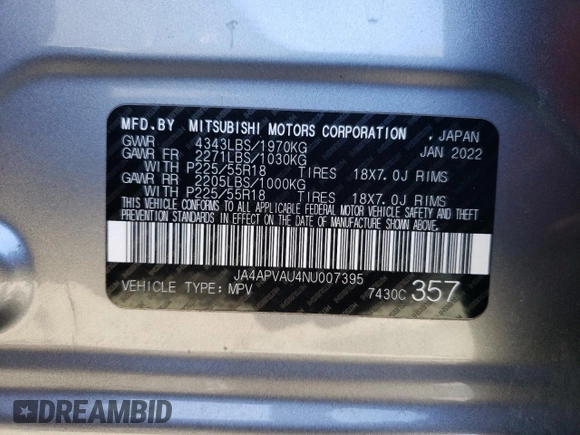 MFD.BY MITSUBISHI MOTORS CORPORATION , JAPAN
GVWR 4343LBS/1970KG JAN 2022
GAWR FR 2271LBS/1030KG
WITH P225/55R18 TIRES 18X7.0J RIMS
GAWR RR 2205LBS/1000KG
WITH P225/55R18 TIRES 18X7.0J RIMS
THIS VEHICLE CONFORMS TO ALL APPLICABLE FEDERAL MOTOR VEHICLE SAFETY AND THEFT
PREVENTION STANDARDS IN EFFECT ON THE DATE OF MANUFACTURE SHOWN ABOVE.
JA4APVAU4NU007395
VEHICLE TYPE:MPV 7430C 357
DREAMBID